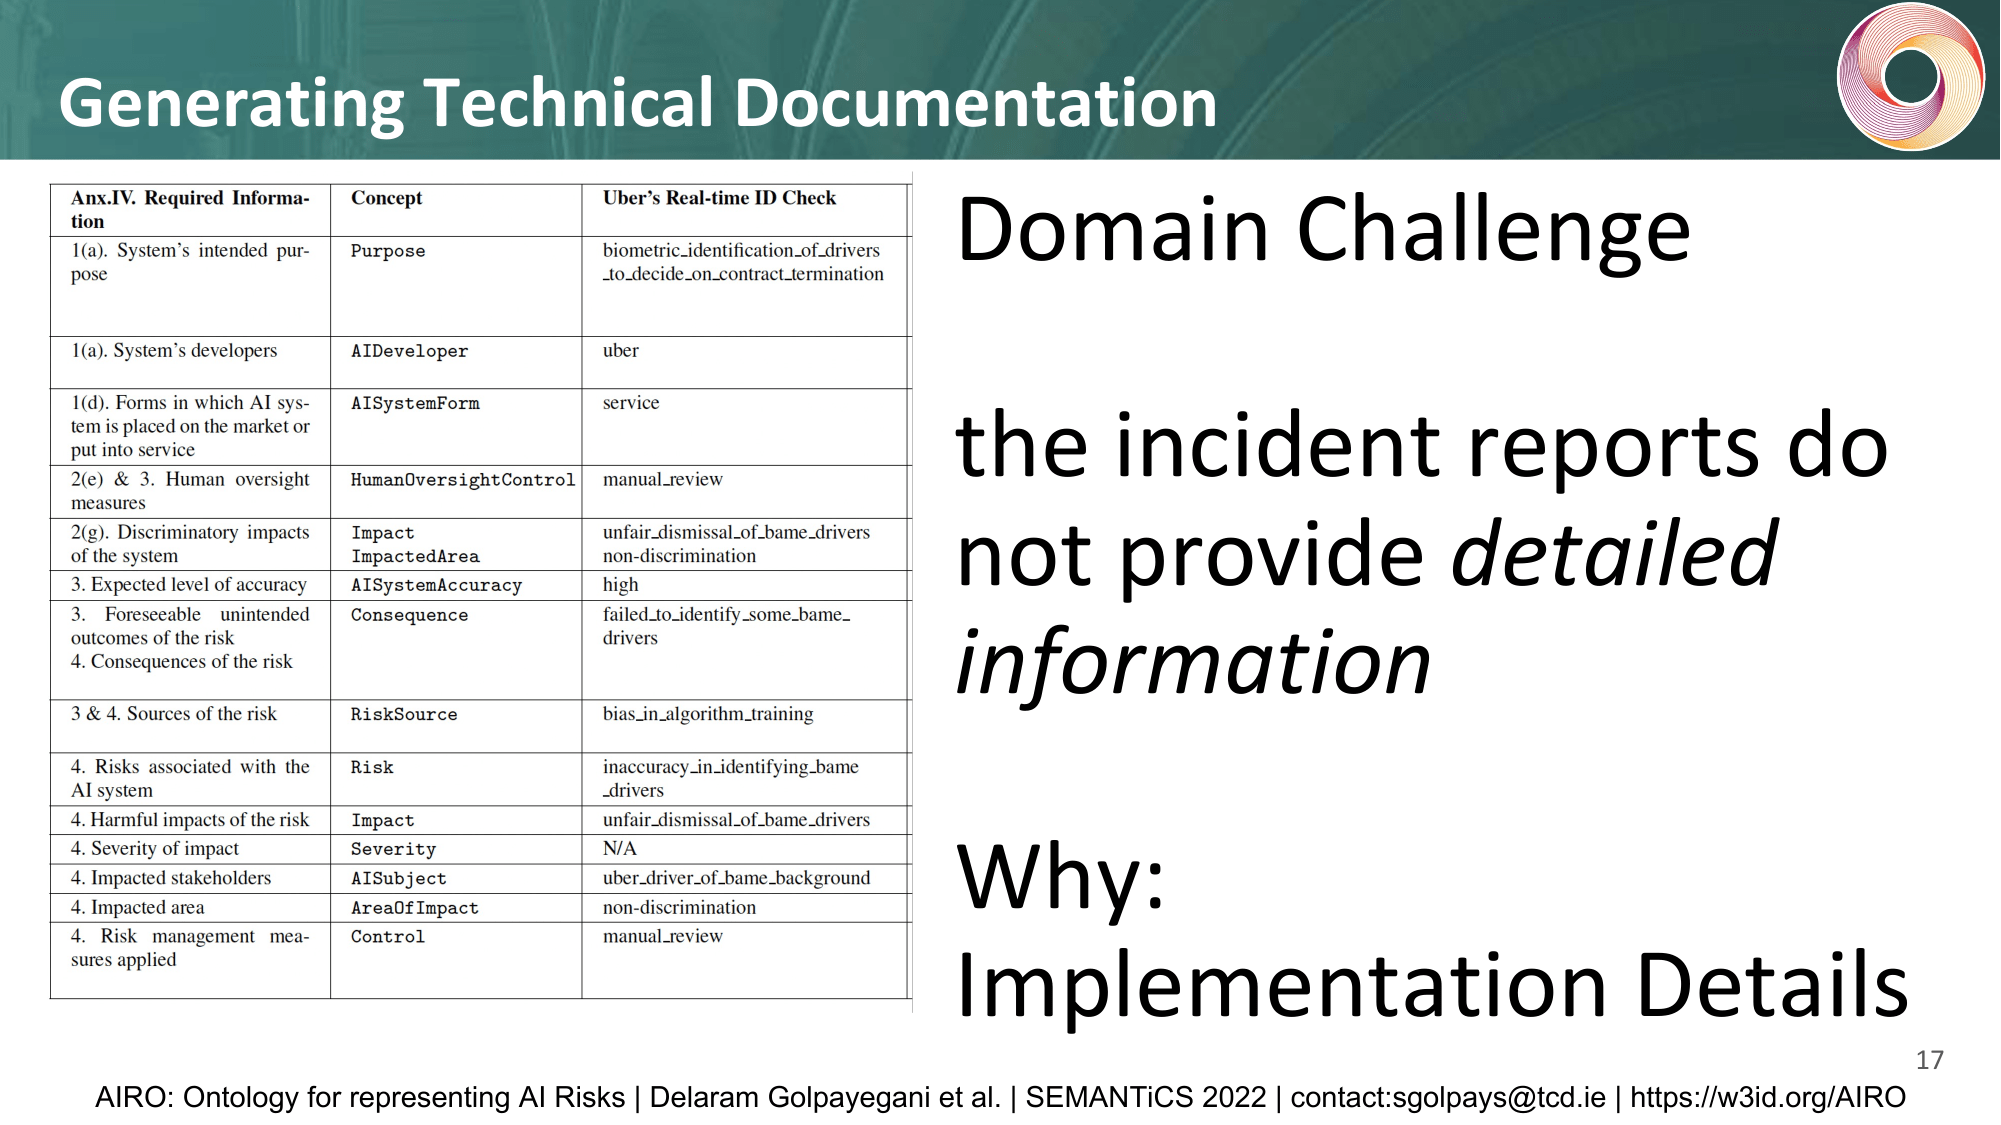 Generating Technical Documentation
Anx.IV. Required Informa-
tion
Concept
Uber's Real-time ID Check
1(a). System's intended pur-
pose
Purpose
biometric_identification_of_drivers
_to_decide_on_contract_termination
1(a). System's developers
AIDeveloper
uber
1(d). Forms in which AI sys-
tem is placed on the market or
put into service
AISystemForm
service
2(e) & 3. Human oversight
measures
HumanOversightControl
manual_review
2(g). Discriminatory impacts
of the system
Impact
ImpactedArea
unfair_dismissal_of_bame_drivers
non-discrimination
3. Expected level of accuracy
AISystemAccuracy
high
3. Foreseeable unintended
outcomes of the risk
4. Consequences of the risk
Consequence
failed_to_identify_some_bame_
drivers
3 & 4. Sources of the risk
RiskSource
bias_in_algorithm_training
4. Risks associated with the
AI system
Risk
inaccuracy_in_identifying_bame
_drivers
4. Harmful impacts of the risk
Impact
unfair_dismissal_of_bame_drivers
4. Severity of impact
Severity
N/A
4. Impacted stakeholders
AISubject
uber_driver_of_bame_background
4. Impacted area
AreaOfImpact
non-discrimination
4. Risk management mea-
sures applied
Control
manual_review
Domain Challenge
the incident reports do
not provide detailed
information
Why:
Implementation Details
17
AIRO: Ontology for representing AI Risks | Delaram Golpayegani et al. | SEMANTiCS 2022 | contact:sgolpays@tcd.ie | https://w3id.org/AIRO